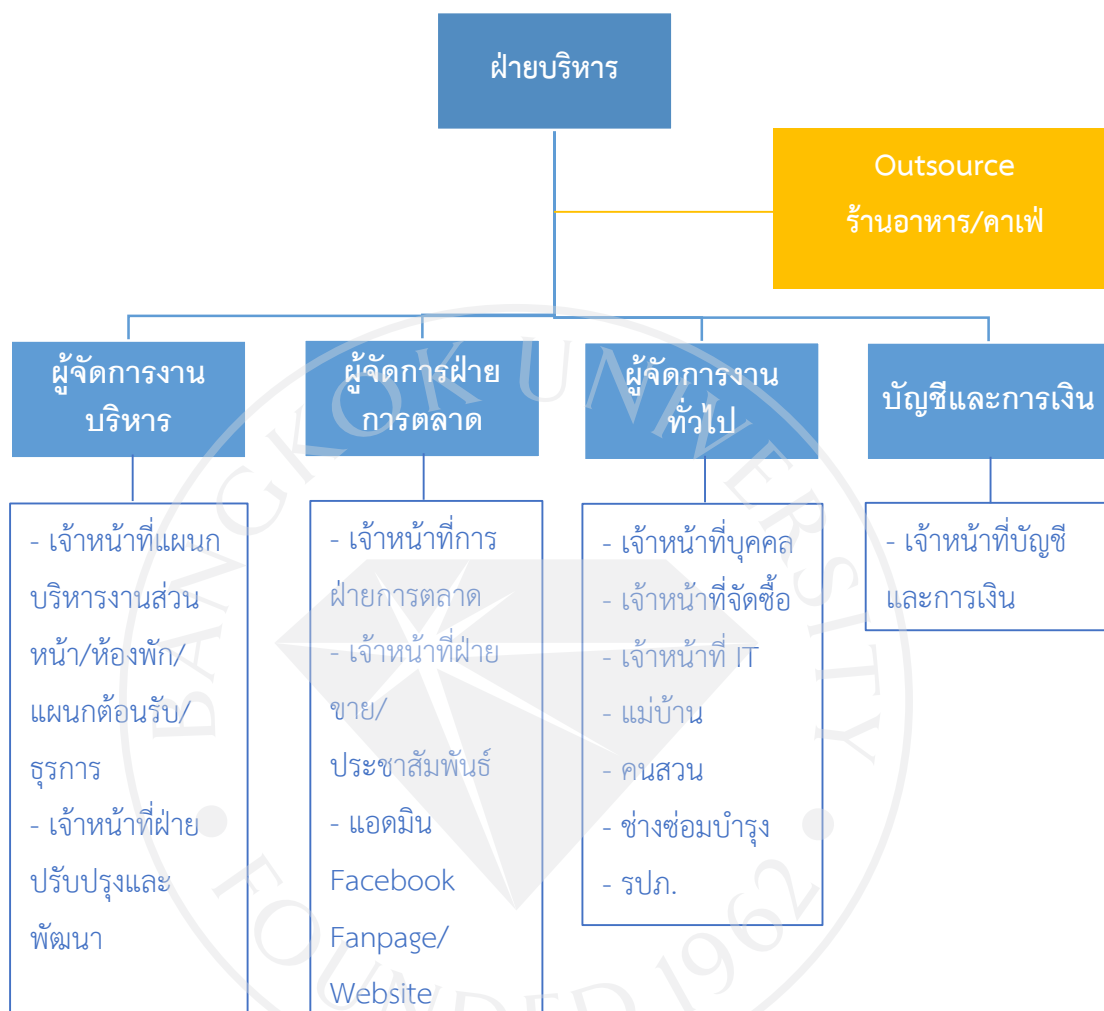 ฝ่ายบริหาร
Outsource
ร้านอาหาร/คาเฟ่
ผู้จัดการงาน
บริหาร
ผู้จัดการฝ่าย
การตลาด
ผู้จัดการงาน
ทั่วไป
บัญชีและการเงิน
- เจ้าหน้าที่แผนก
บริหารงานส่วน
หน้า/ห้องพัก/
แผนกต้อนรับ/
ธุรการ
- เจ้าหน้าที่ฝ่าย
ปรับปรุงและ
พัฒนา
- เจ้าหน้าที่การ
ฝ่ายการตลาด
- เจ้าหน้าที่ฝ่าย
ขาย/
ประชาสัมพันธ์
- แอดมิน
Facebook
Fanpage/
Website
- เจ้าหน้าที่บุคคล
- เจ้าหน้าที่จัดซื้อ
- เจ้าหน้าที่ IT
- แม่บ้าน
- คนสวน
- ช่างซ่อมบำรุง
- รปภ.
- เจ้าหน้าที่บัญชี
และการเงิน
BANGKOK UNIVERSITY
FOUNDED 1962